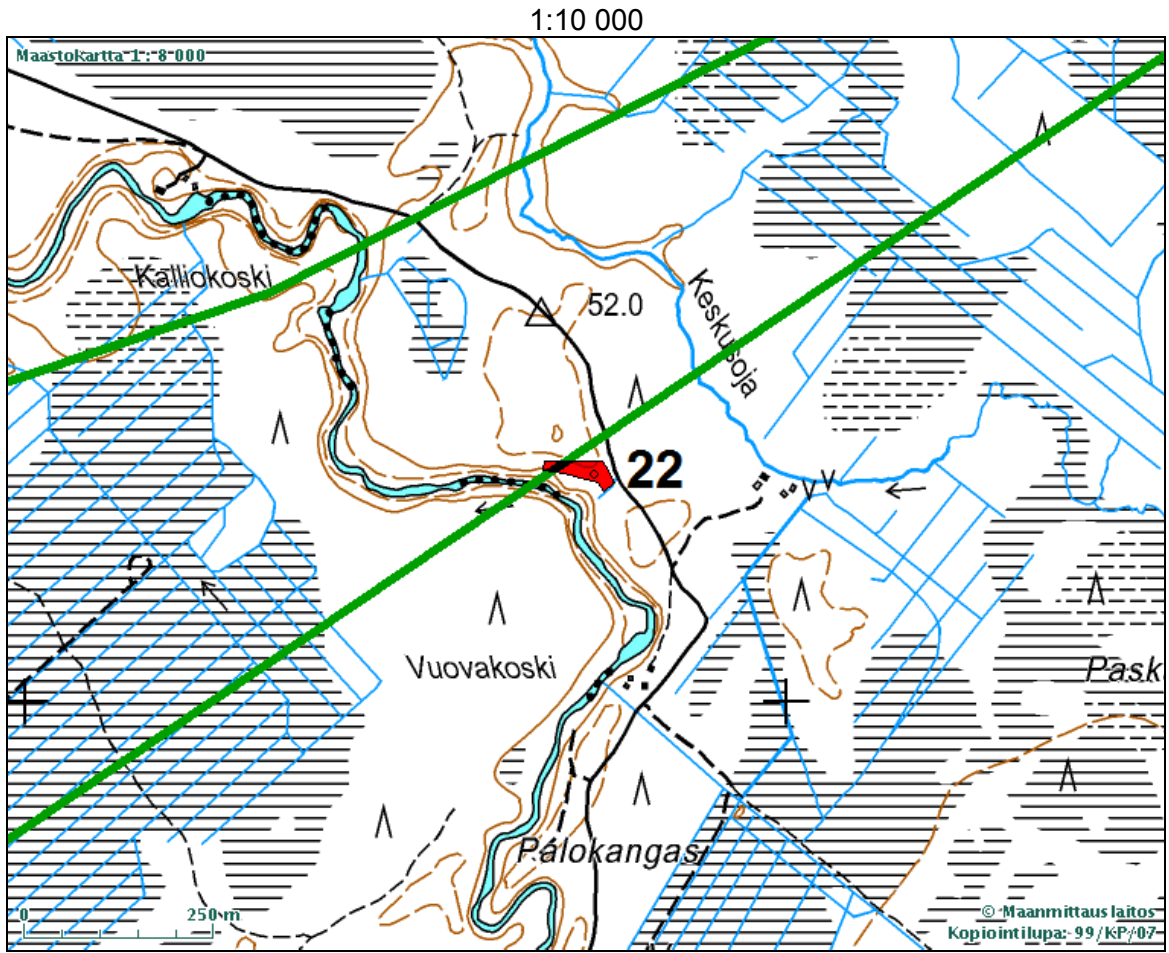 1:10 000
Maastokartta 1 : 8 000
Kalliokoski
52.0
Keskusoja
22
Vuovakoski
Pask
Palokangas
0 250 m
© Maanmittauslaitos
Kopiointilupa: 99/KP/07